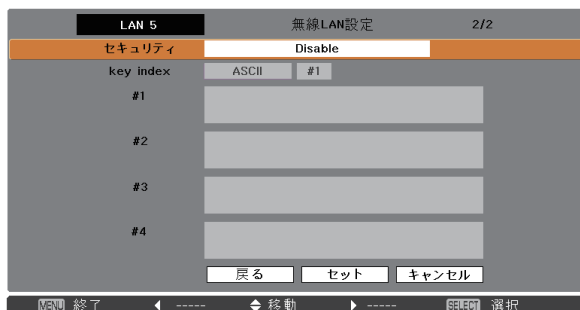 LAN 5 無線LAN設定 2/2
セキュリティ Disable
key index ASCII #1
#1
#2
#3
#4
戻る セット キャンセル
MENU 終了 ◀ ----- ◆ 移動 ▶ ----- SELECT 選択